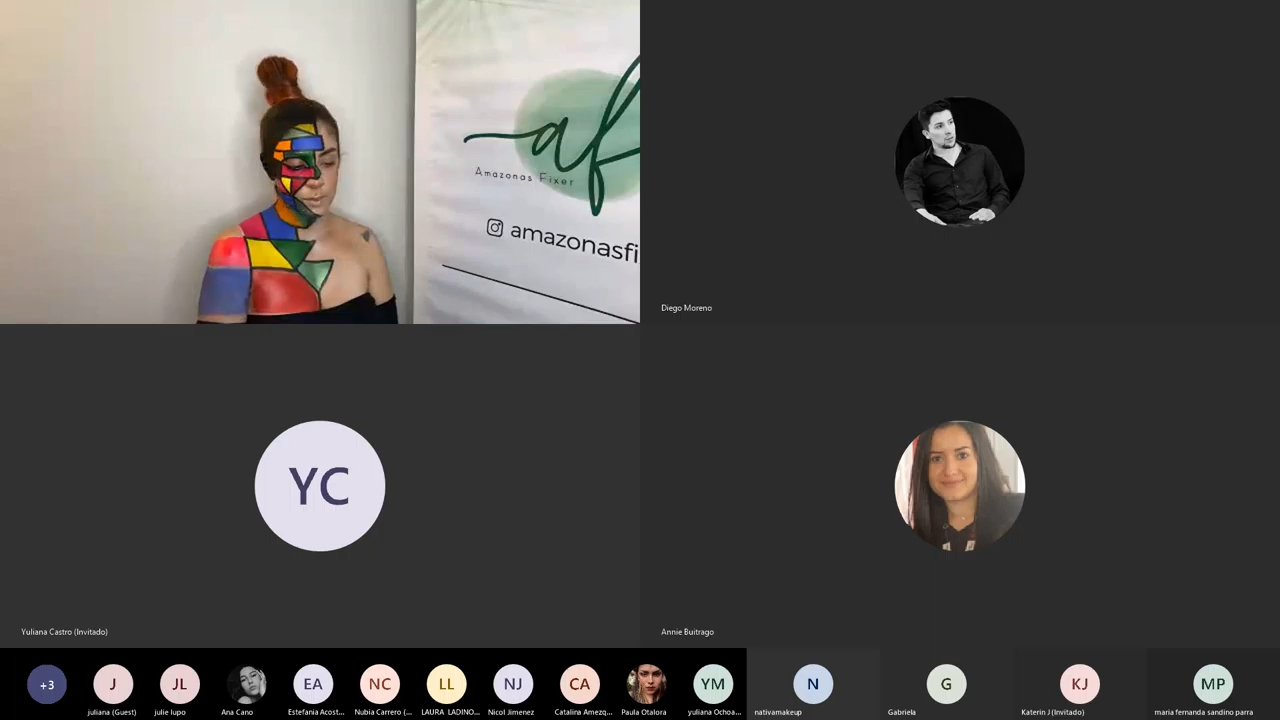 af
Amazonas Fixer
amazonasfi
Diego Moreno
YC
Yuliana Castro (Invitado)
Annie Buitrago
+3
J
JL
EA
NC
LL
NJ
CA
YM
N
G
KJ
MP
juliana (Guest)
julie lupo
Ana Cano
Estefania Acost...
Nubia Carrero (...
LAURA LADINO...
Nicol Jimenez
Catalina Amezq...
Paula Otalora
yuliana Ochoa...
nativamakeup
Gabriela
Katerin J (Invitado)
maria fernanda sandino parra